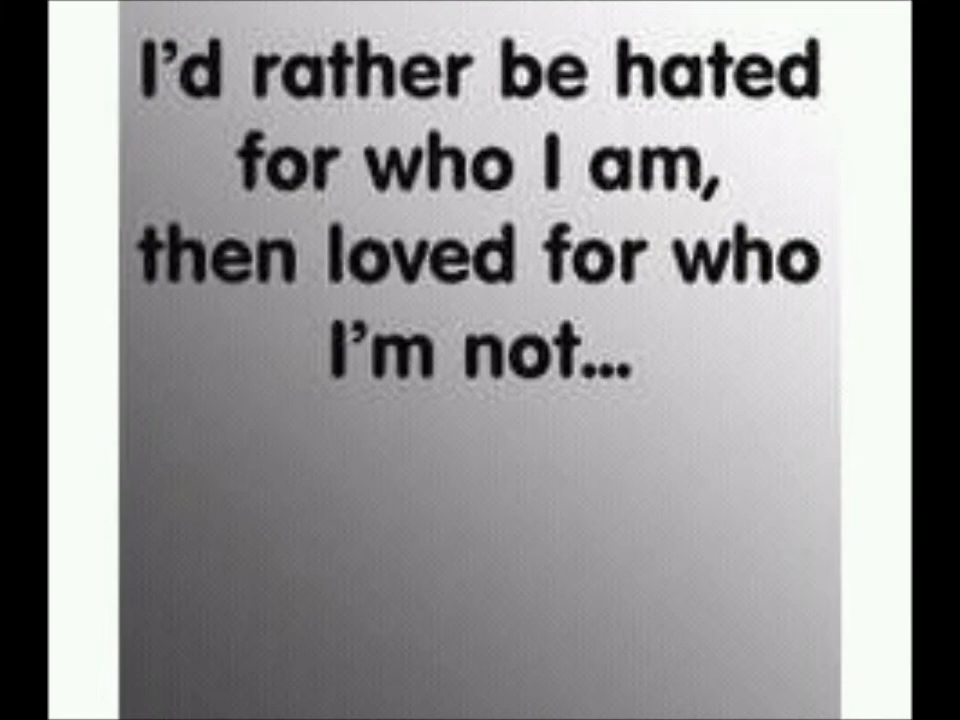 I'd rather be hated
for who I am,
then loved for who
I'm not...